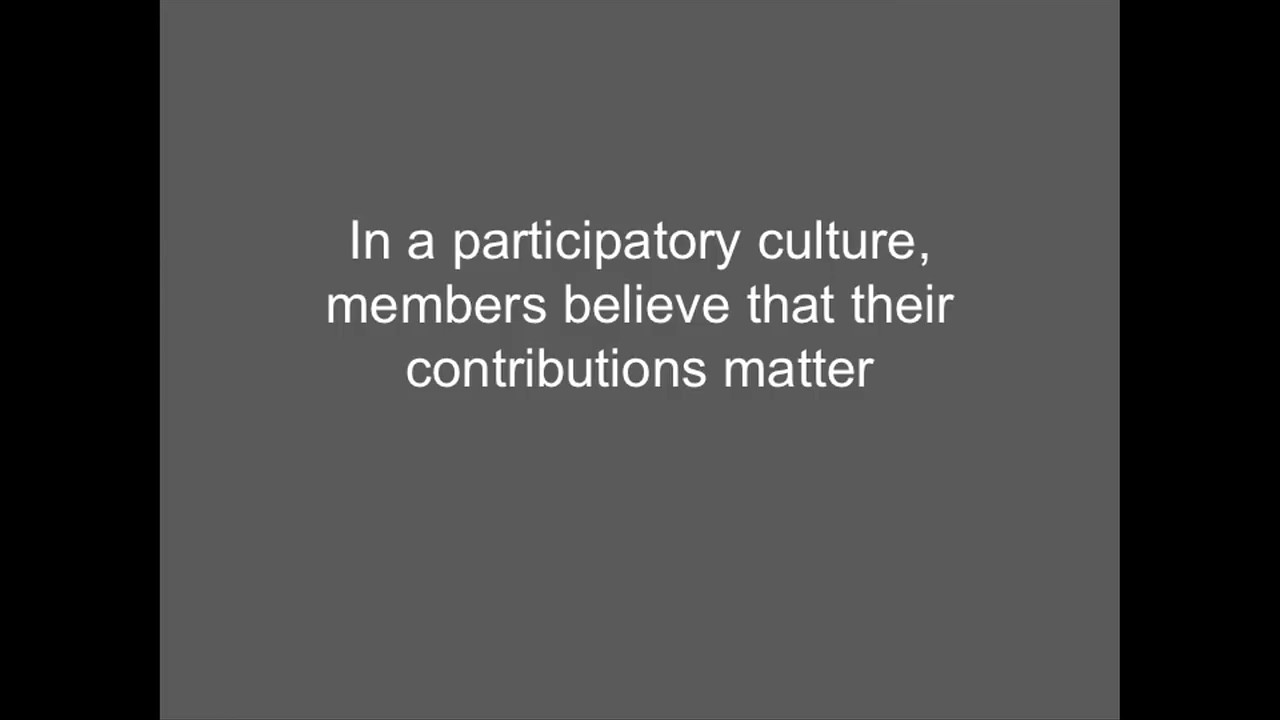 In a participatory culture,
members believe that their
contributions matter